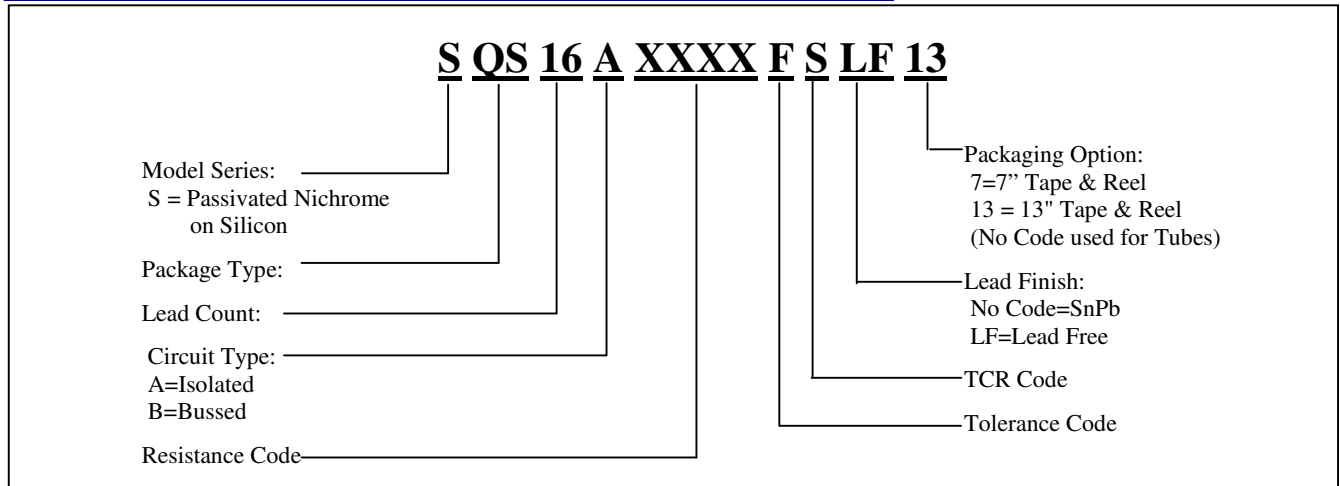 S QS 16 A XXXX F S LF 13
Model Series:
S = Passivated Nichrome
on Silicon
Package Type:
Lead Count:
Circuit Type:
A=Isolated
B=Bussed
Resistance Code
Packaging Option:
7=7” Tape & Reel
13 = 13" Tape & Reel
(No Code used for Tubes)
Lead Finish:
No Code=SnPb
LF=Lead Free
TCR Code
Tolerance Code